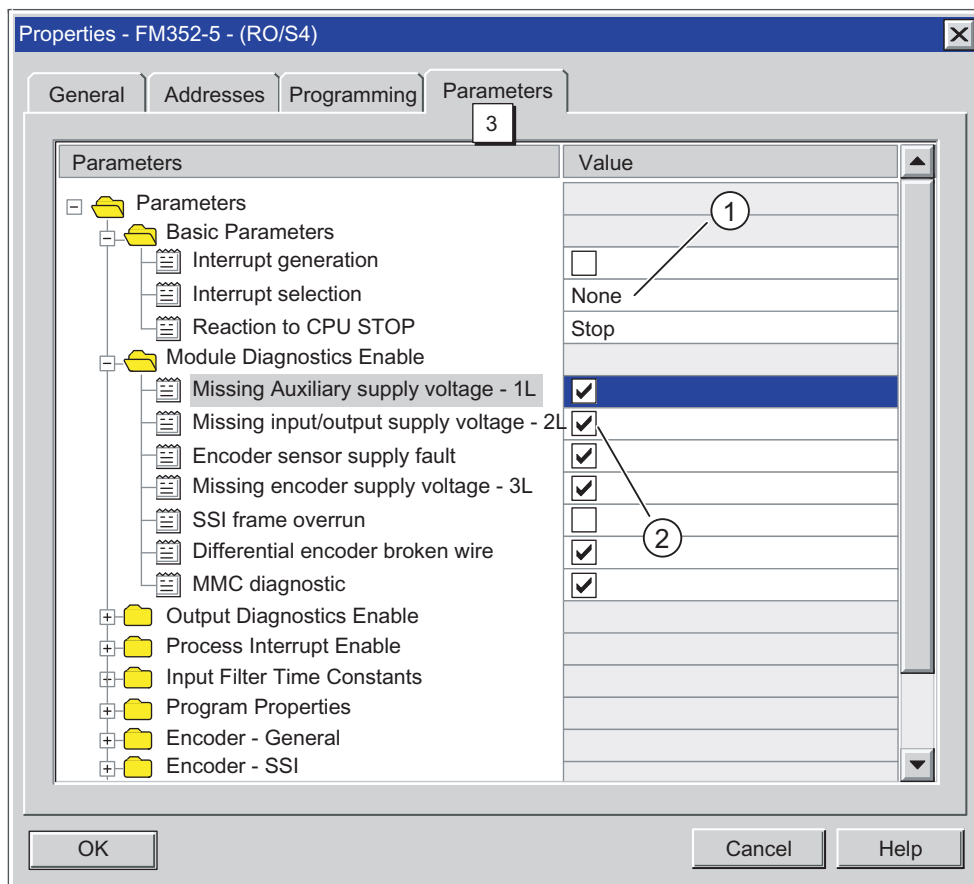 Properties - FM352-5 - (RO/S4)
General Addresses Programming Parameters
3
Parameters Value
Parameters
1
Basic Parameters
Interrupt generation
Interrupt selection None
Reaction to CPU STOP Stop
Module Diagnostics Enable
Missing Auxiliary supply voltage - 1L
Missing input/output supply voltage - 2L
Encoder sensor supply fault
Missing encoder supply voltage - 3L
SSI frame overrun
2
Differential encoder broken wire
MMC diagnostic
Output Diagnostics Enable
Process Interrupt Enable
Input Filter Time Constants
Program Properties
Encoder - General
Encoder - SSI
OK Cancel Help